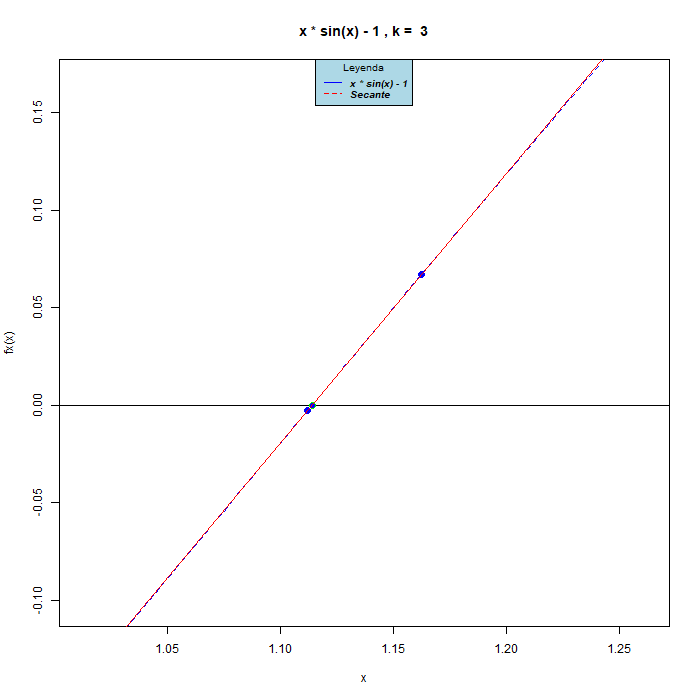 x * sin(x) - 1 , k = 3
Leyenda
x * sin(x) - 1
Secante
0.15
0.10
0.05
0.00
-0.05
-0.10
fx(x)
1.05 1.10 1.15 1.20 1.25
x